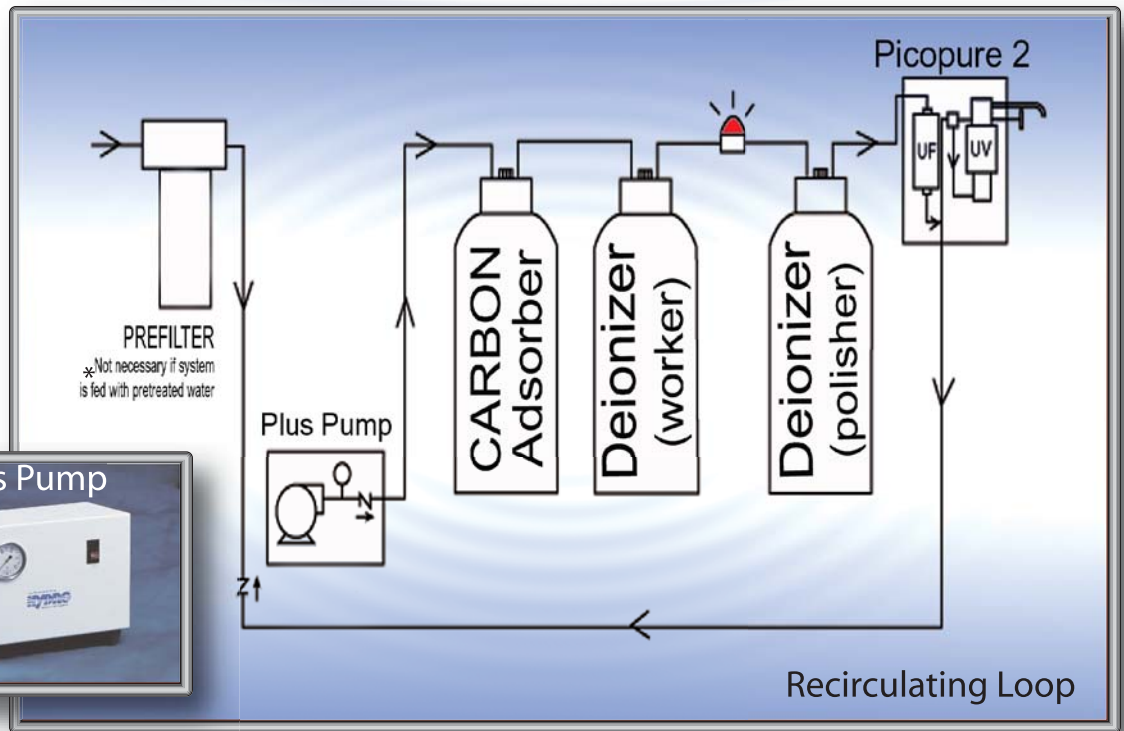 Picopure 2
UF
UV
CARBON
Adsorber
Deionizer
(worker)
Deionizer
(polisher)
PREFILTER
*Not necessary if system
is fed with pretreated water
Plus Pump
s Pump
HYDRO
Recirculating Loop